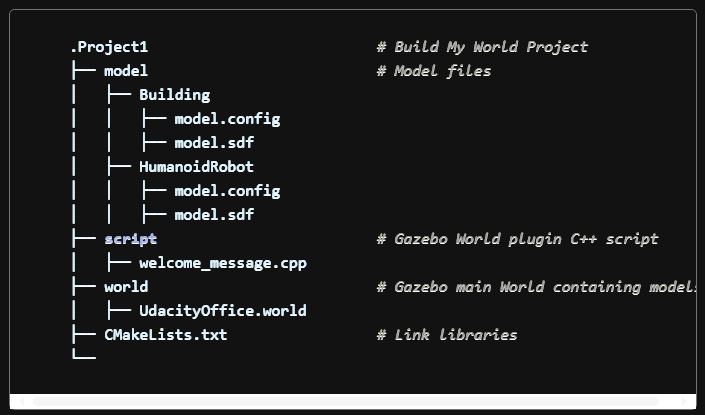 .Project1                          # Build My World Project
├── model                          # Model files
│   ├── Building
│   │   ├── model.config
│   │   ├── model.sdf
│   ├── HumanoidRobot
│   │   ├── model.config
│   │   ├── model.sdf
├── script                         # Gazebo World plugin C++ script
│   ├── welcome_message.cpp
├── world                          # Gazebo main World containing models
│   ├── UdacityOffice.world
├── CMakeLists.txt                 # Link libraries
└──